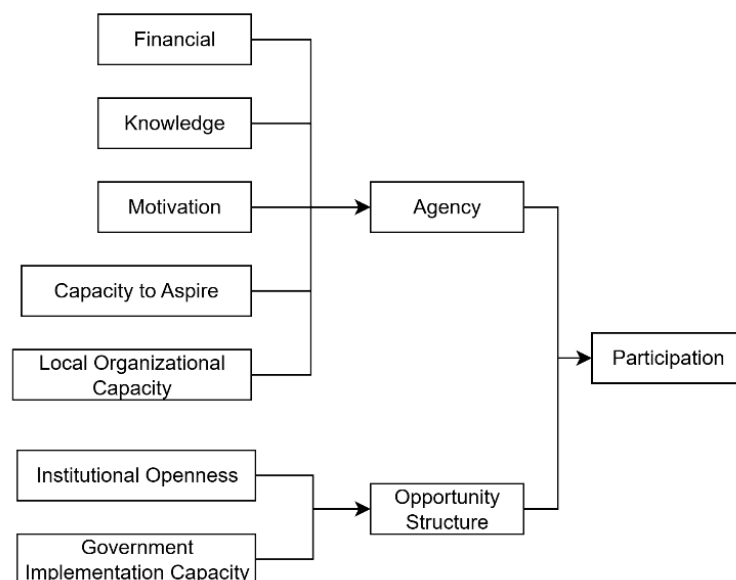 Financial
Knowledge
Motivation
Agency
Capacity to Aspire
Local Organizational
Capacity
Participation
Institutional Openness
Opportunity
Structure
Government
Implementation Capacity